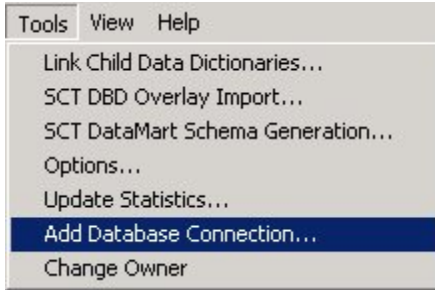 Tools View Help
Link Child Data Dictionaries...
SCT DBD Overlay Import...
SCT DataMart Schema Generation...
Options...
Update Statistics...
Add Database Connection...
Change Owner